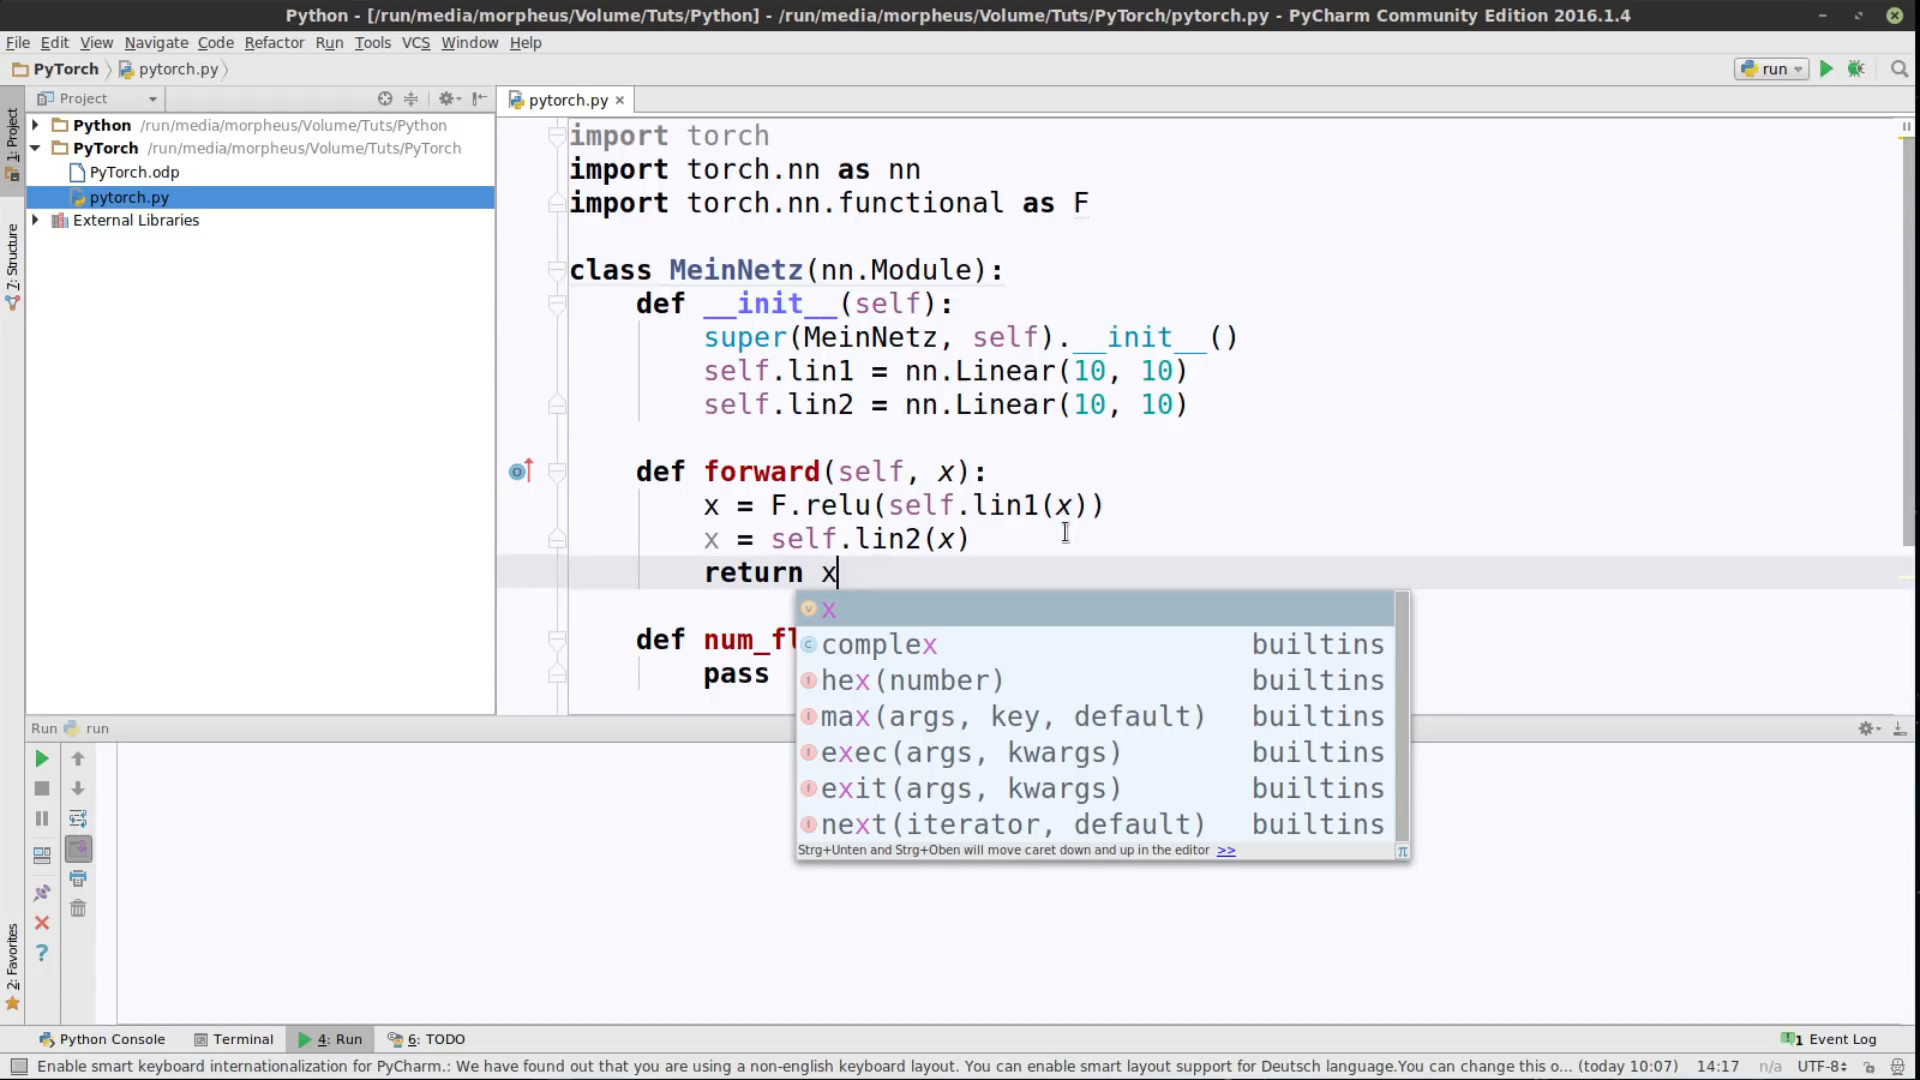 Python - [/run/media/morpheus/Volume/Tuts/Python] - /run/media/morpheus/Volume/Tuts/PyTorch/pytorch.py - PyCharm Community Edition 2016.1.4
File Edit View Navigate Code Refactor Run Tools VCS Window Help
PyTorch pytorch.py run
Project
pytorch.py
1: Project
7: Structure
2: Favorites
Python /run/media/morpheus/Volume/Tuts/Python
PyTorch /run/media/morpheus/Volume/Tuts/PyTorch
PyTorch.odp
pytorch.py
External Libraries
import torch
import torch.nn as nn
import torch.nn.functional as F
class MeinNetz(nn.Module):
def __init__(self):
super(MeinNetz, self).__init__()
self.lin1 = nn.Linear(10, 10)
self.lin2 = nn.Linear(10, 10)
def forward(self, x):
x = F.relu(self.lin1(x))
x = self.lin2(x)
return x
def num_fl
pass
x
complex builtins
hex(number) builtins
max(args, key, default) builtins
exec(args, kwargs) builtins
exit(args, kwargs) builtins
next(iterator, default) builtins
Strg+Unten and Strg+Oben will move caret down and up in the editor >>
π
Run run
Python Console Terminal 4: Run 6: TODO 1 Event Log
Enable smart keyboard internationalization for PyCharm.: We have found out that you are using a non-english keyboard layout. You can enable smart layout support for Deutsch language.You can change this o... (today 10:07) 14:17 n/a UTF-8